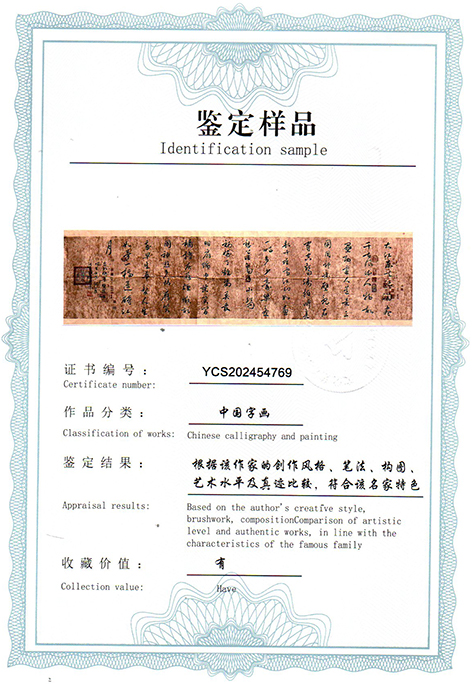 鉴定样品
Identification sample
证书编号：
YCS202454769
Certificate number:
作品分类：
中国字画
Classification of works:
Chinese calligraphy and painting
鉴定结果：
根据该作家的创作风格、笔法、构图、
艺术水平及真迹比较，符合该名家特色
Appraisal results:
Based on the author's creative style,
brushwork, compositionComparison of artistic
level and authentic works, in line with the
characteristics of the famous family
收藏价值：
有
Collection value:
Have